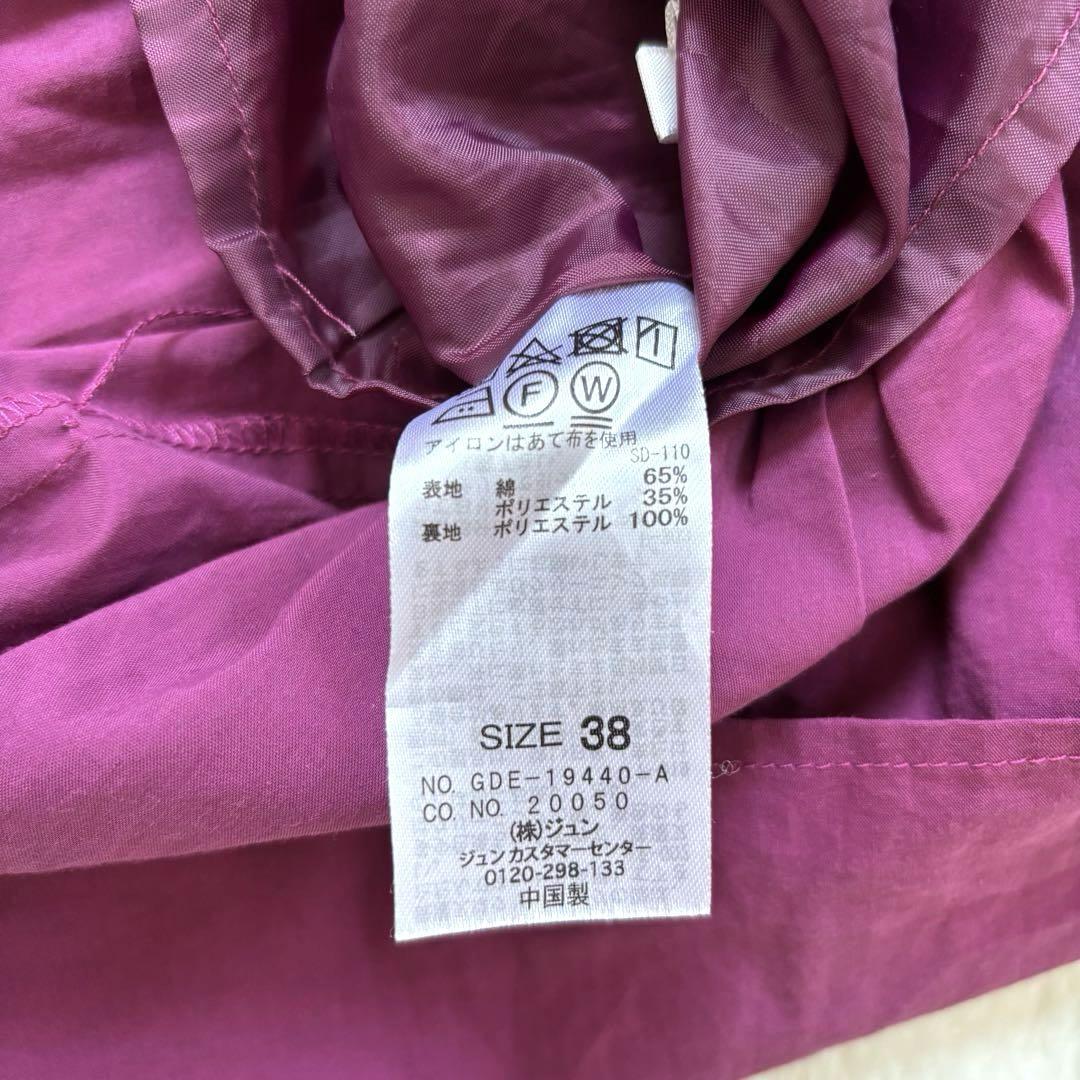 F W
アイロンはあて布を使用
SD-110
表地 綿 65%
ポリエステル 35%
裏地 ポリエステル 100%
SIZE 38
NO. GDE-19440-A
CO. NO. 20050
(株)ジュン
ジュンカスタマーセンター
0120-298-133
中国製